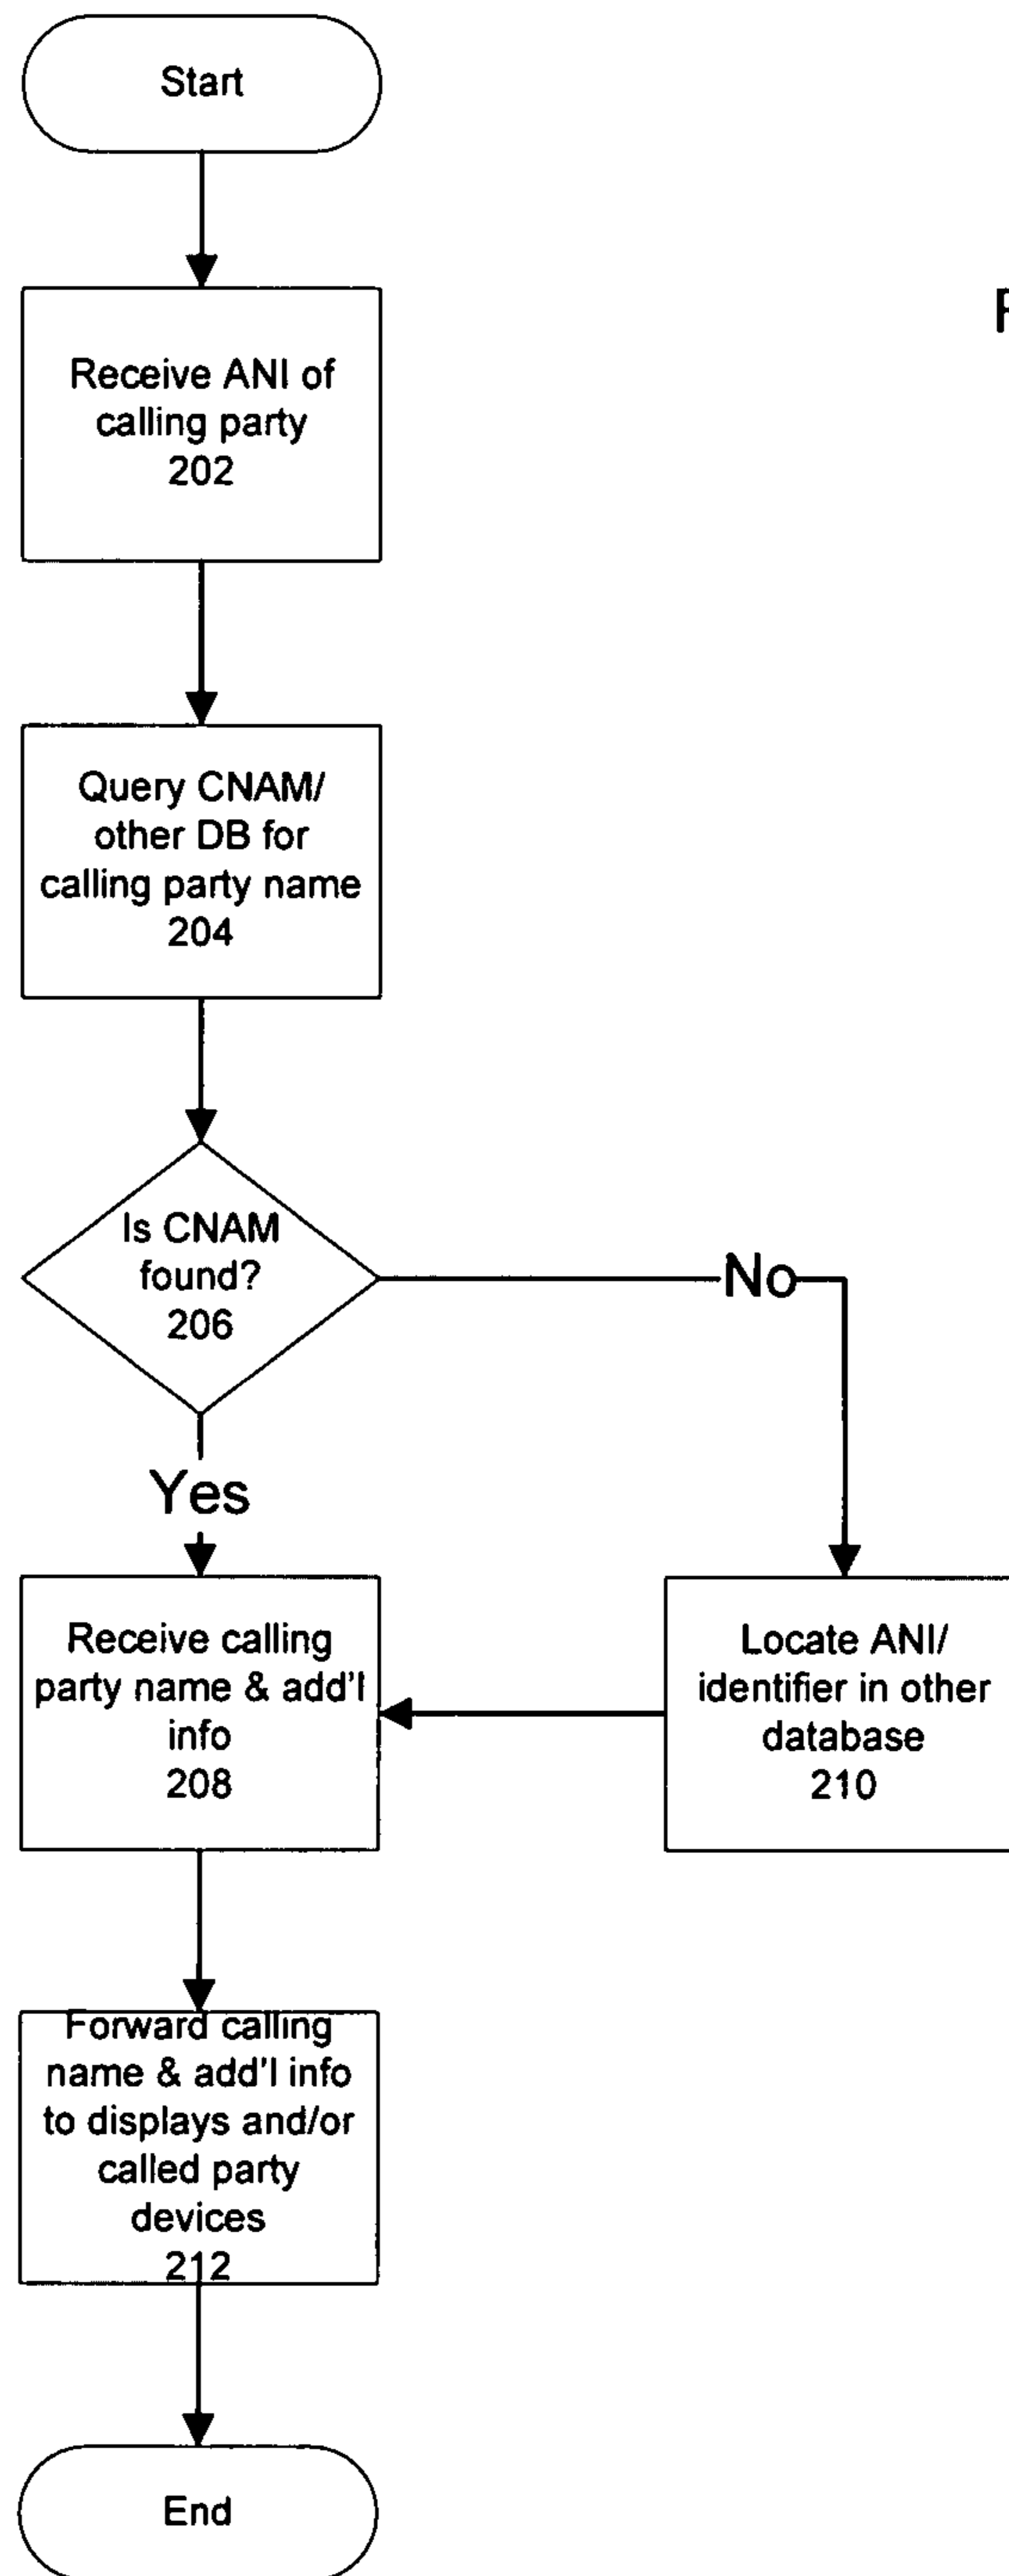 Start
Receive ANI of
calling party
202
Query CNAM/
other DB for
calling party name
204
Is CNAM
found?
206
No
Yes
Receive calling
party name & add'l
info
208
Locate ANI/
identifier in other
database
210
Forward calling
name & add'l info
to displays and/or
called party
devices
212
End